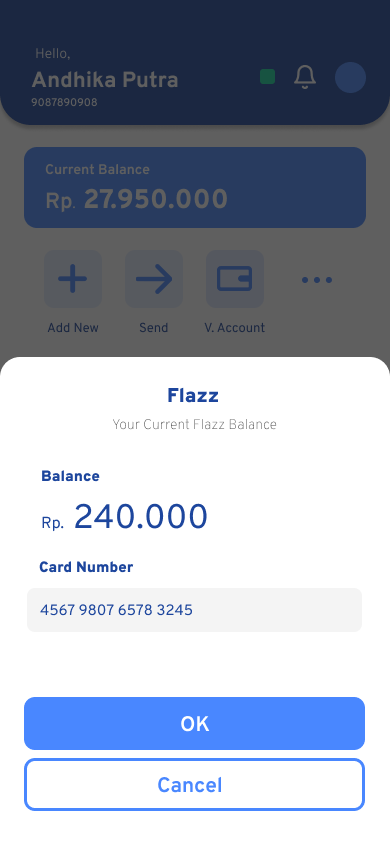 Hello,
Andhika Putra
9087890908
Current Balance
Rp. 27.950.000
Add New
Send
V. Account
Flazz
Your Current Flazz Balance
Balance
Rp. 240.000
Card Number
4567 9807 6578 3245
OK
Cancel